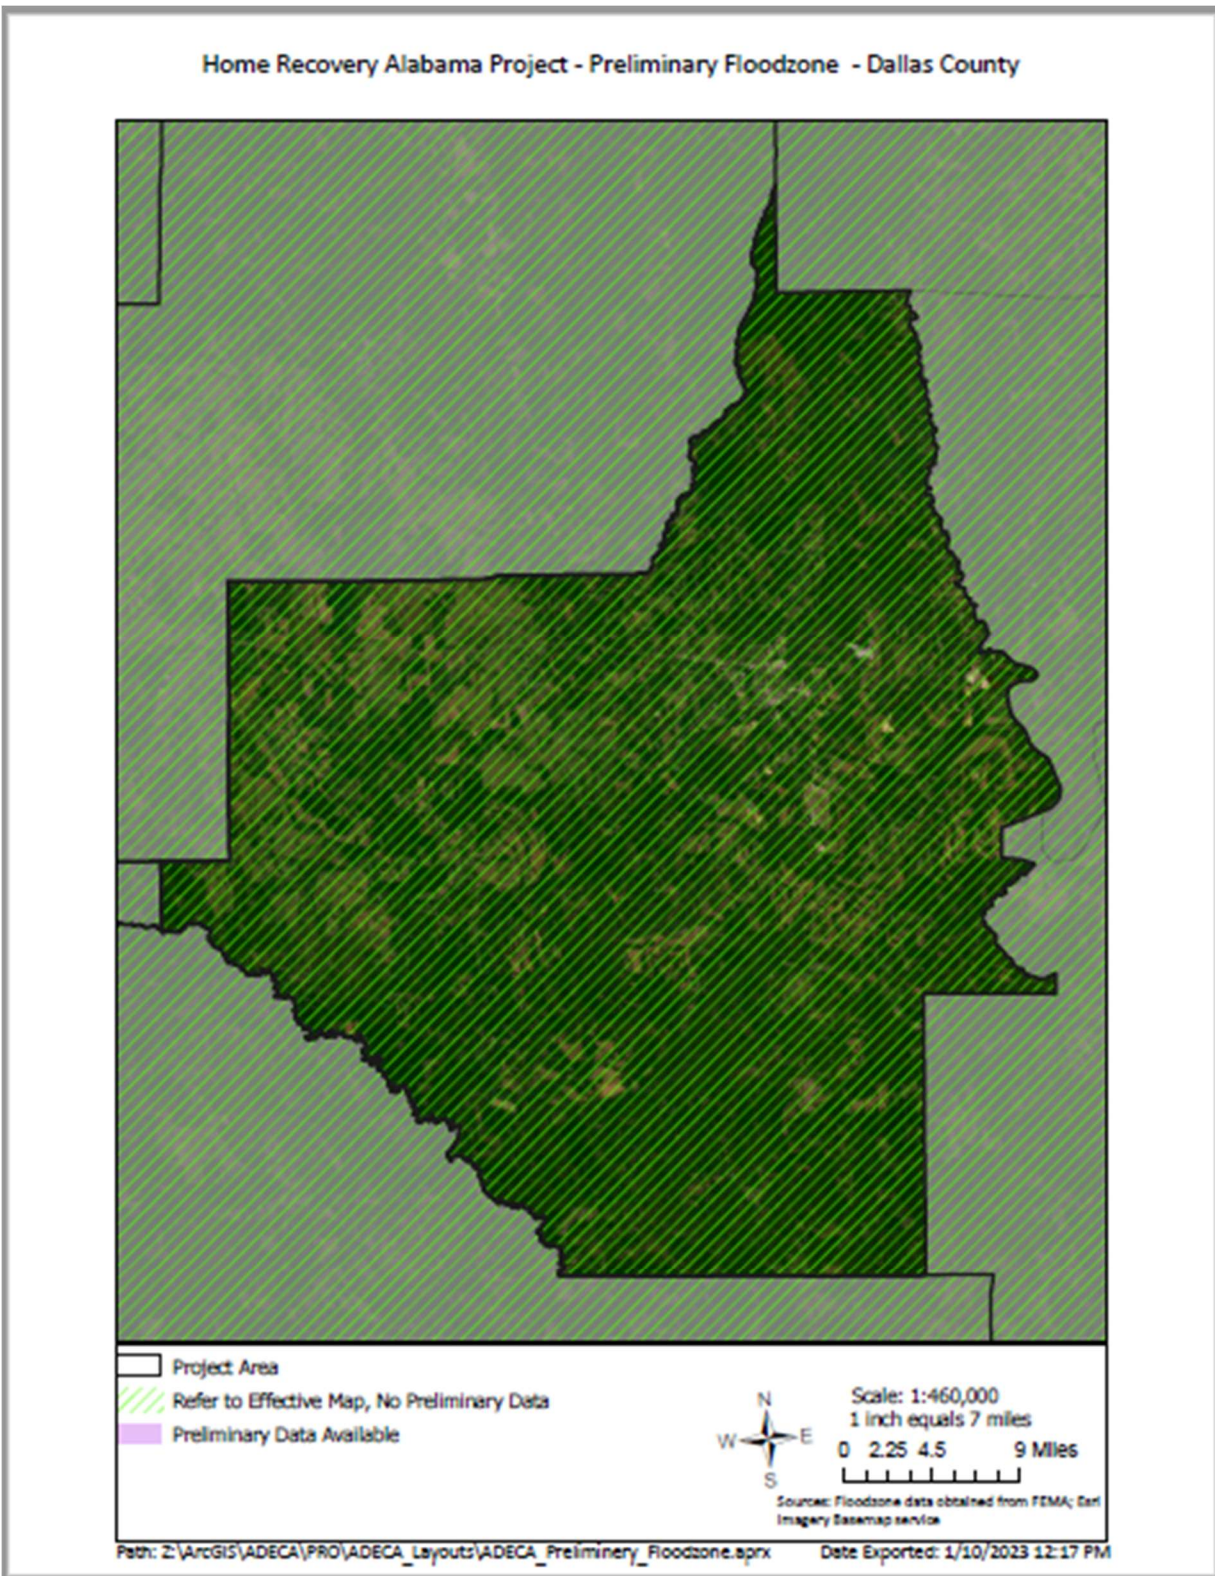 Home Recovery Alabama Project - Preliminary Floodzone - Dallas County
Project Area
Refer to Effective Map, No Preliminary Data
Preliminary Data Available
N
W E
S
Scale: 1:460,000
1 inch equals 7 miles
0 2.25 4.5 9 Miles
Sources: Floodzone data obtained from FEMA; Esri
Imagery Basemap service
Path: Z:\ArcGIS\ADECA\PRO\ADECA_Layouts\ADECA_Preliminery_Floodzone.aprx Date Exported: 1/10/2023 12:17 PM